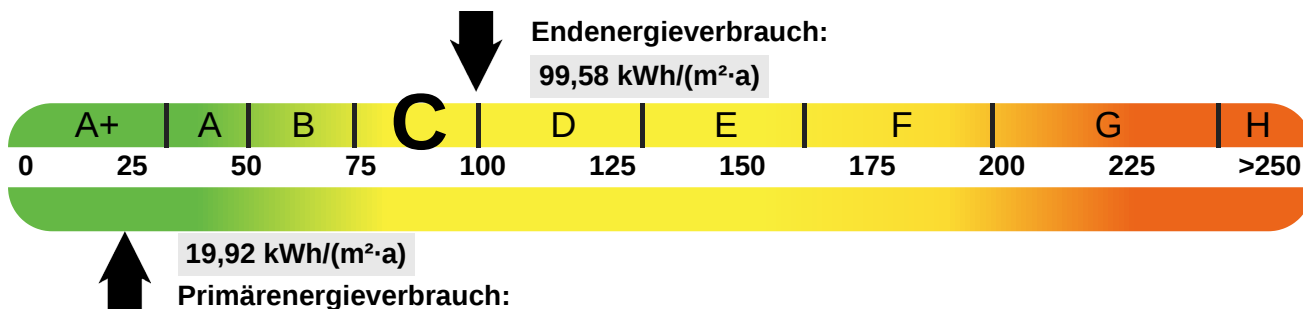 Endenergieverbrauch:
99,58 kWh/(m²·a)
A+ A B C D E F G H
0 25 50 75 100 125 150 175 200 225 >250
19,92 kWh/(m²·a)
Primärenergieverbrauch: